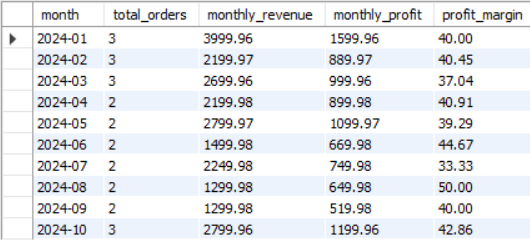 month total_orders monthly_revenue monthly_profit profit_margin
2024-01 3 3999.96 1599.96 40.00
2024-02 3 2199.97 889.97 40.45
2024-03 3 2699.96 999.96 37.04
2024-04 2 2199.98 899.98 40.91
2024-05 2 2799.97 1099.97 39.29
2024-06 2 1499.98 669.98 44.67
2024-07 2 2249.98 749.98 33.33
2024-08 2 1299.98 649.98 50.00
2024-09 2 1299.98 519.98 40.00
2024-10 3 2799.96 1199.96 42.86